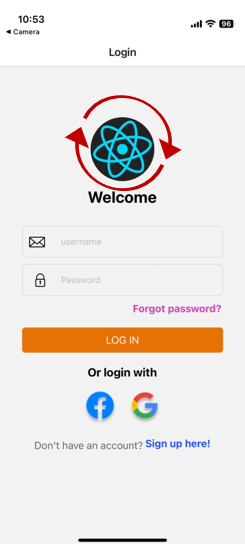 10:53
96
Camera
Login
Welcome
username
Password
Forgot password?
LOG IN
Or login with
Don't have an account? Sign up here!